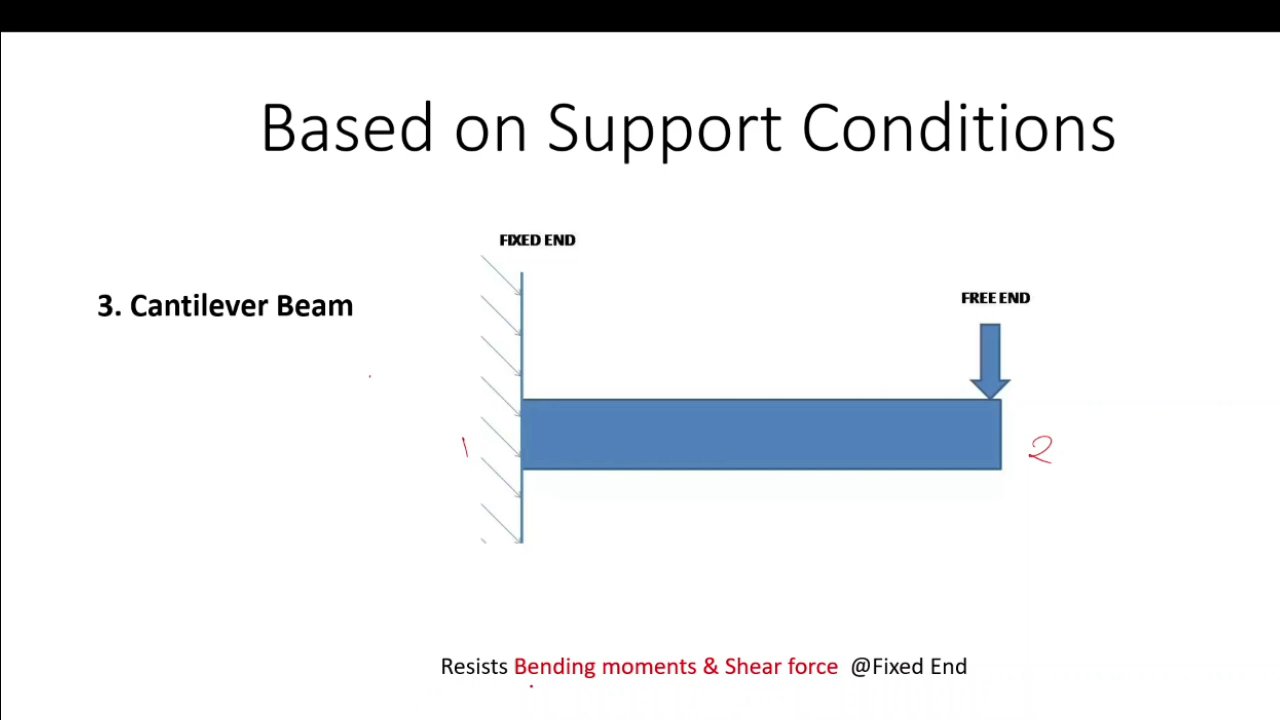 Based on Support Conditions
FIXED END
3. Cantilever Beam
FREE END
1
2
Resists Bending moments & Shear force @Fixed End